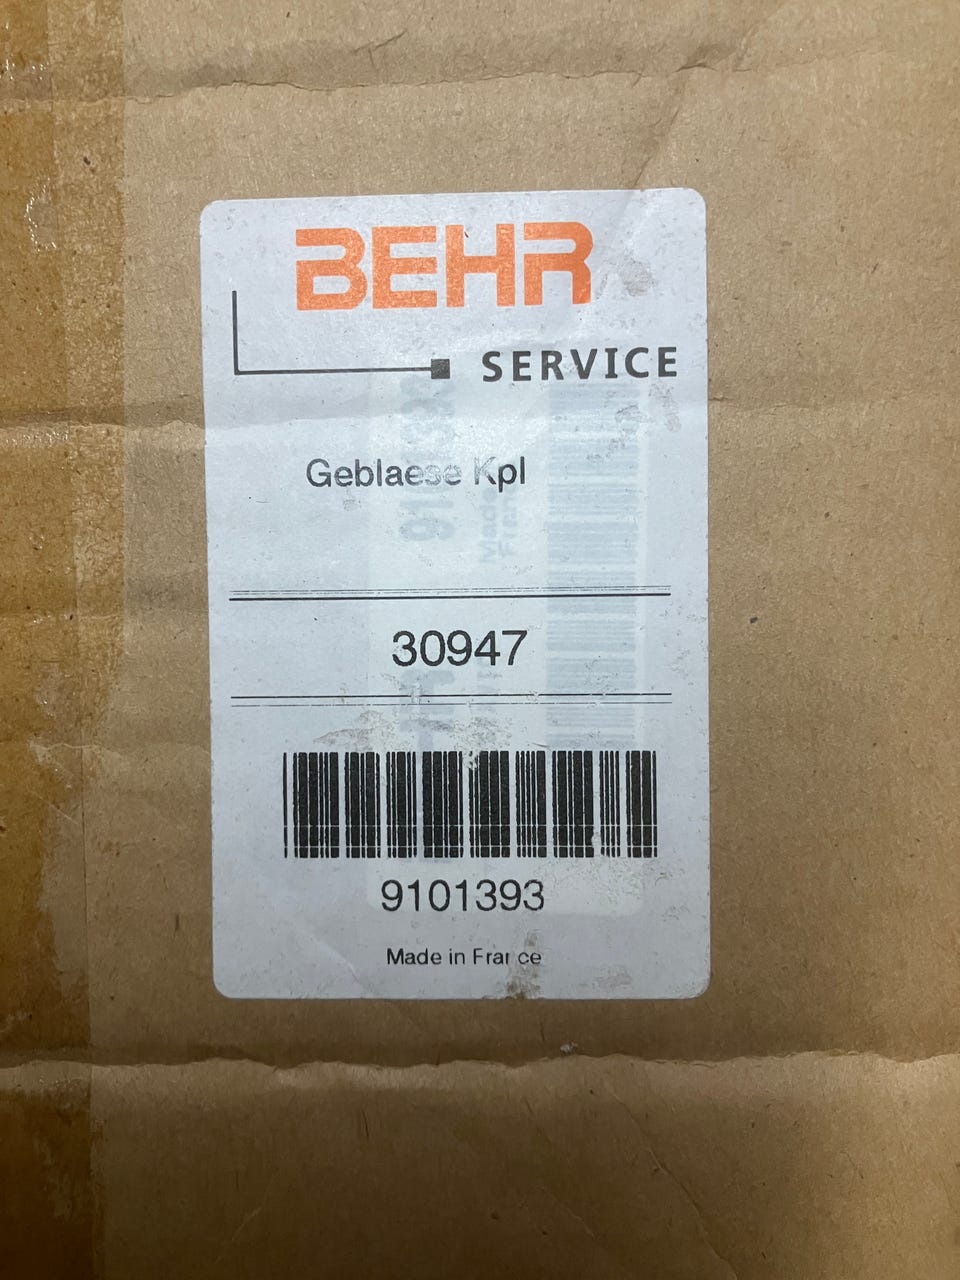 BEHR
SERVICE
Geblaese Kpl
30947
9101393
Made in France